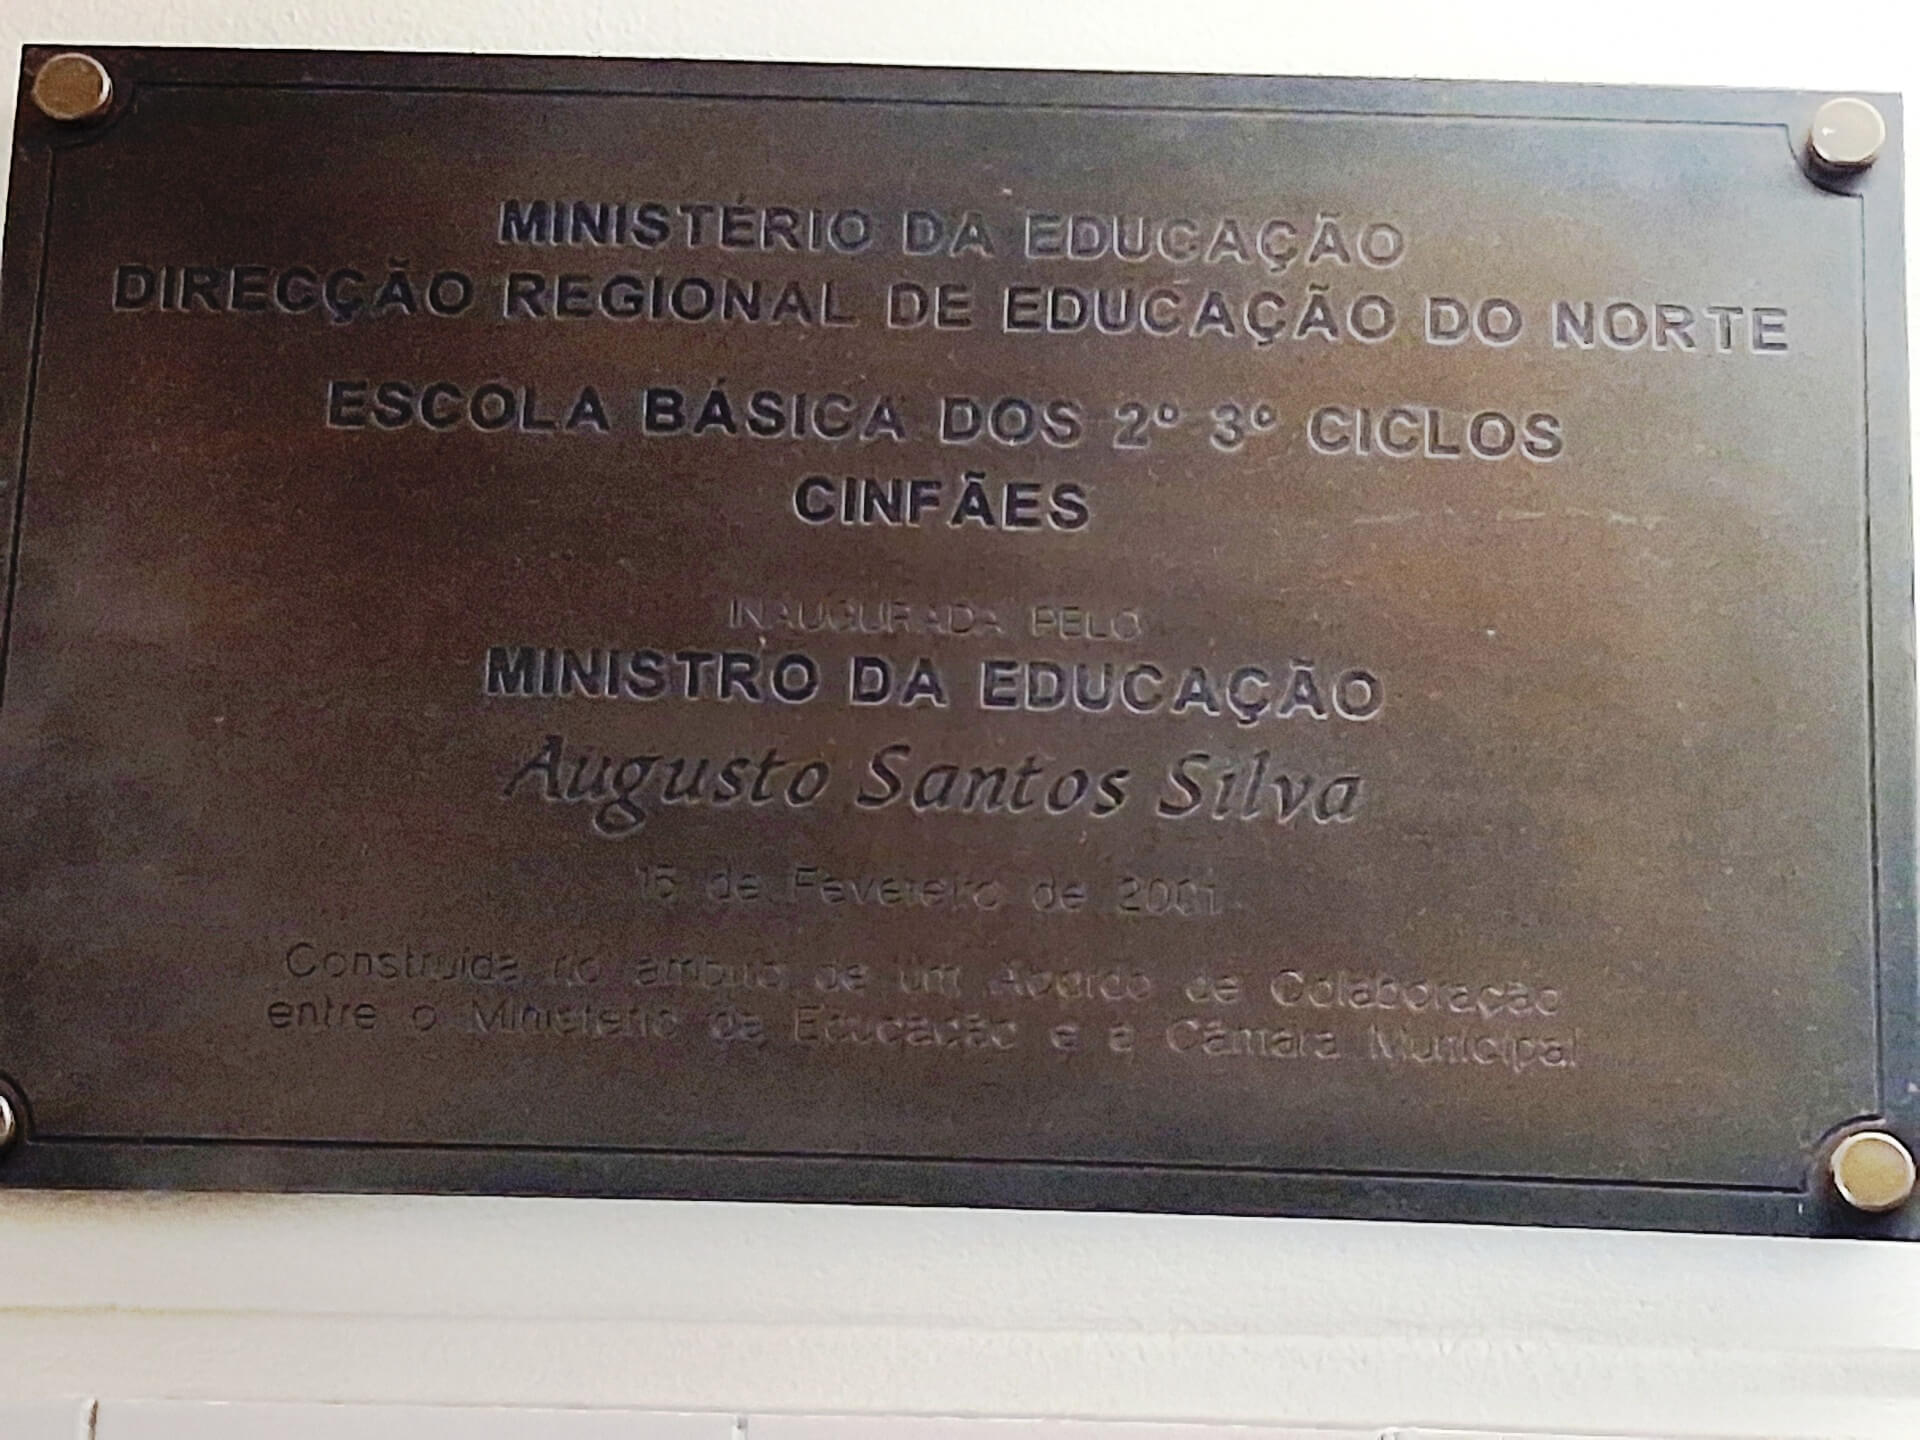 MINISTÉRIO DA EDUCAÇÃO
DIRECÇÃO REGIONAL DE EDUCAÇÃO DO NORTE
ESCOLA BÁSICA DOS 2º 3º CICLOS
CINFÃES
INAUGURADA PELO
MINISTRO DA EDUCAÇÃO
Augusto Santos Silva
15 de Fevereiro de 2001
Construída no âmbito de um Acordo de Colaboração
entre o Ministério da Educação e a Câmara Municipal